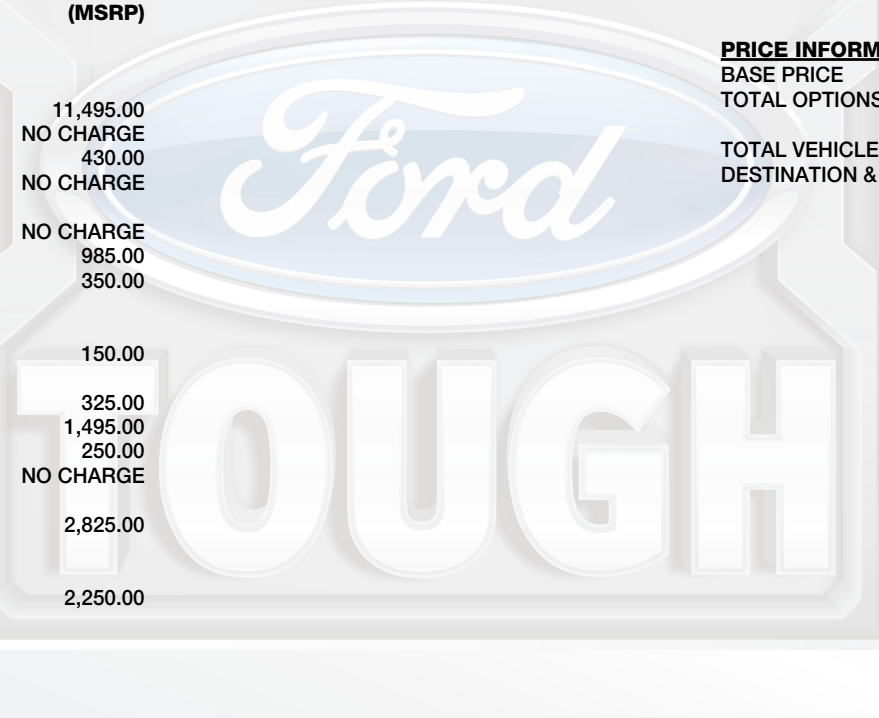 (MSRP)
11,495.00
NO CHARGE
430.00
NO CHARGE
NO CHARGE
985.00
350.00
150.00
325.00
1,495.00
250.00
NO CHARGE
2,825.00
2,250.00
PRICE INFORM
BASE PRICE
TOTAL OPTIONS
TOTAL VEHICLE
DESTINATION &
Ford
TOUGH